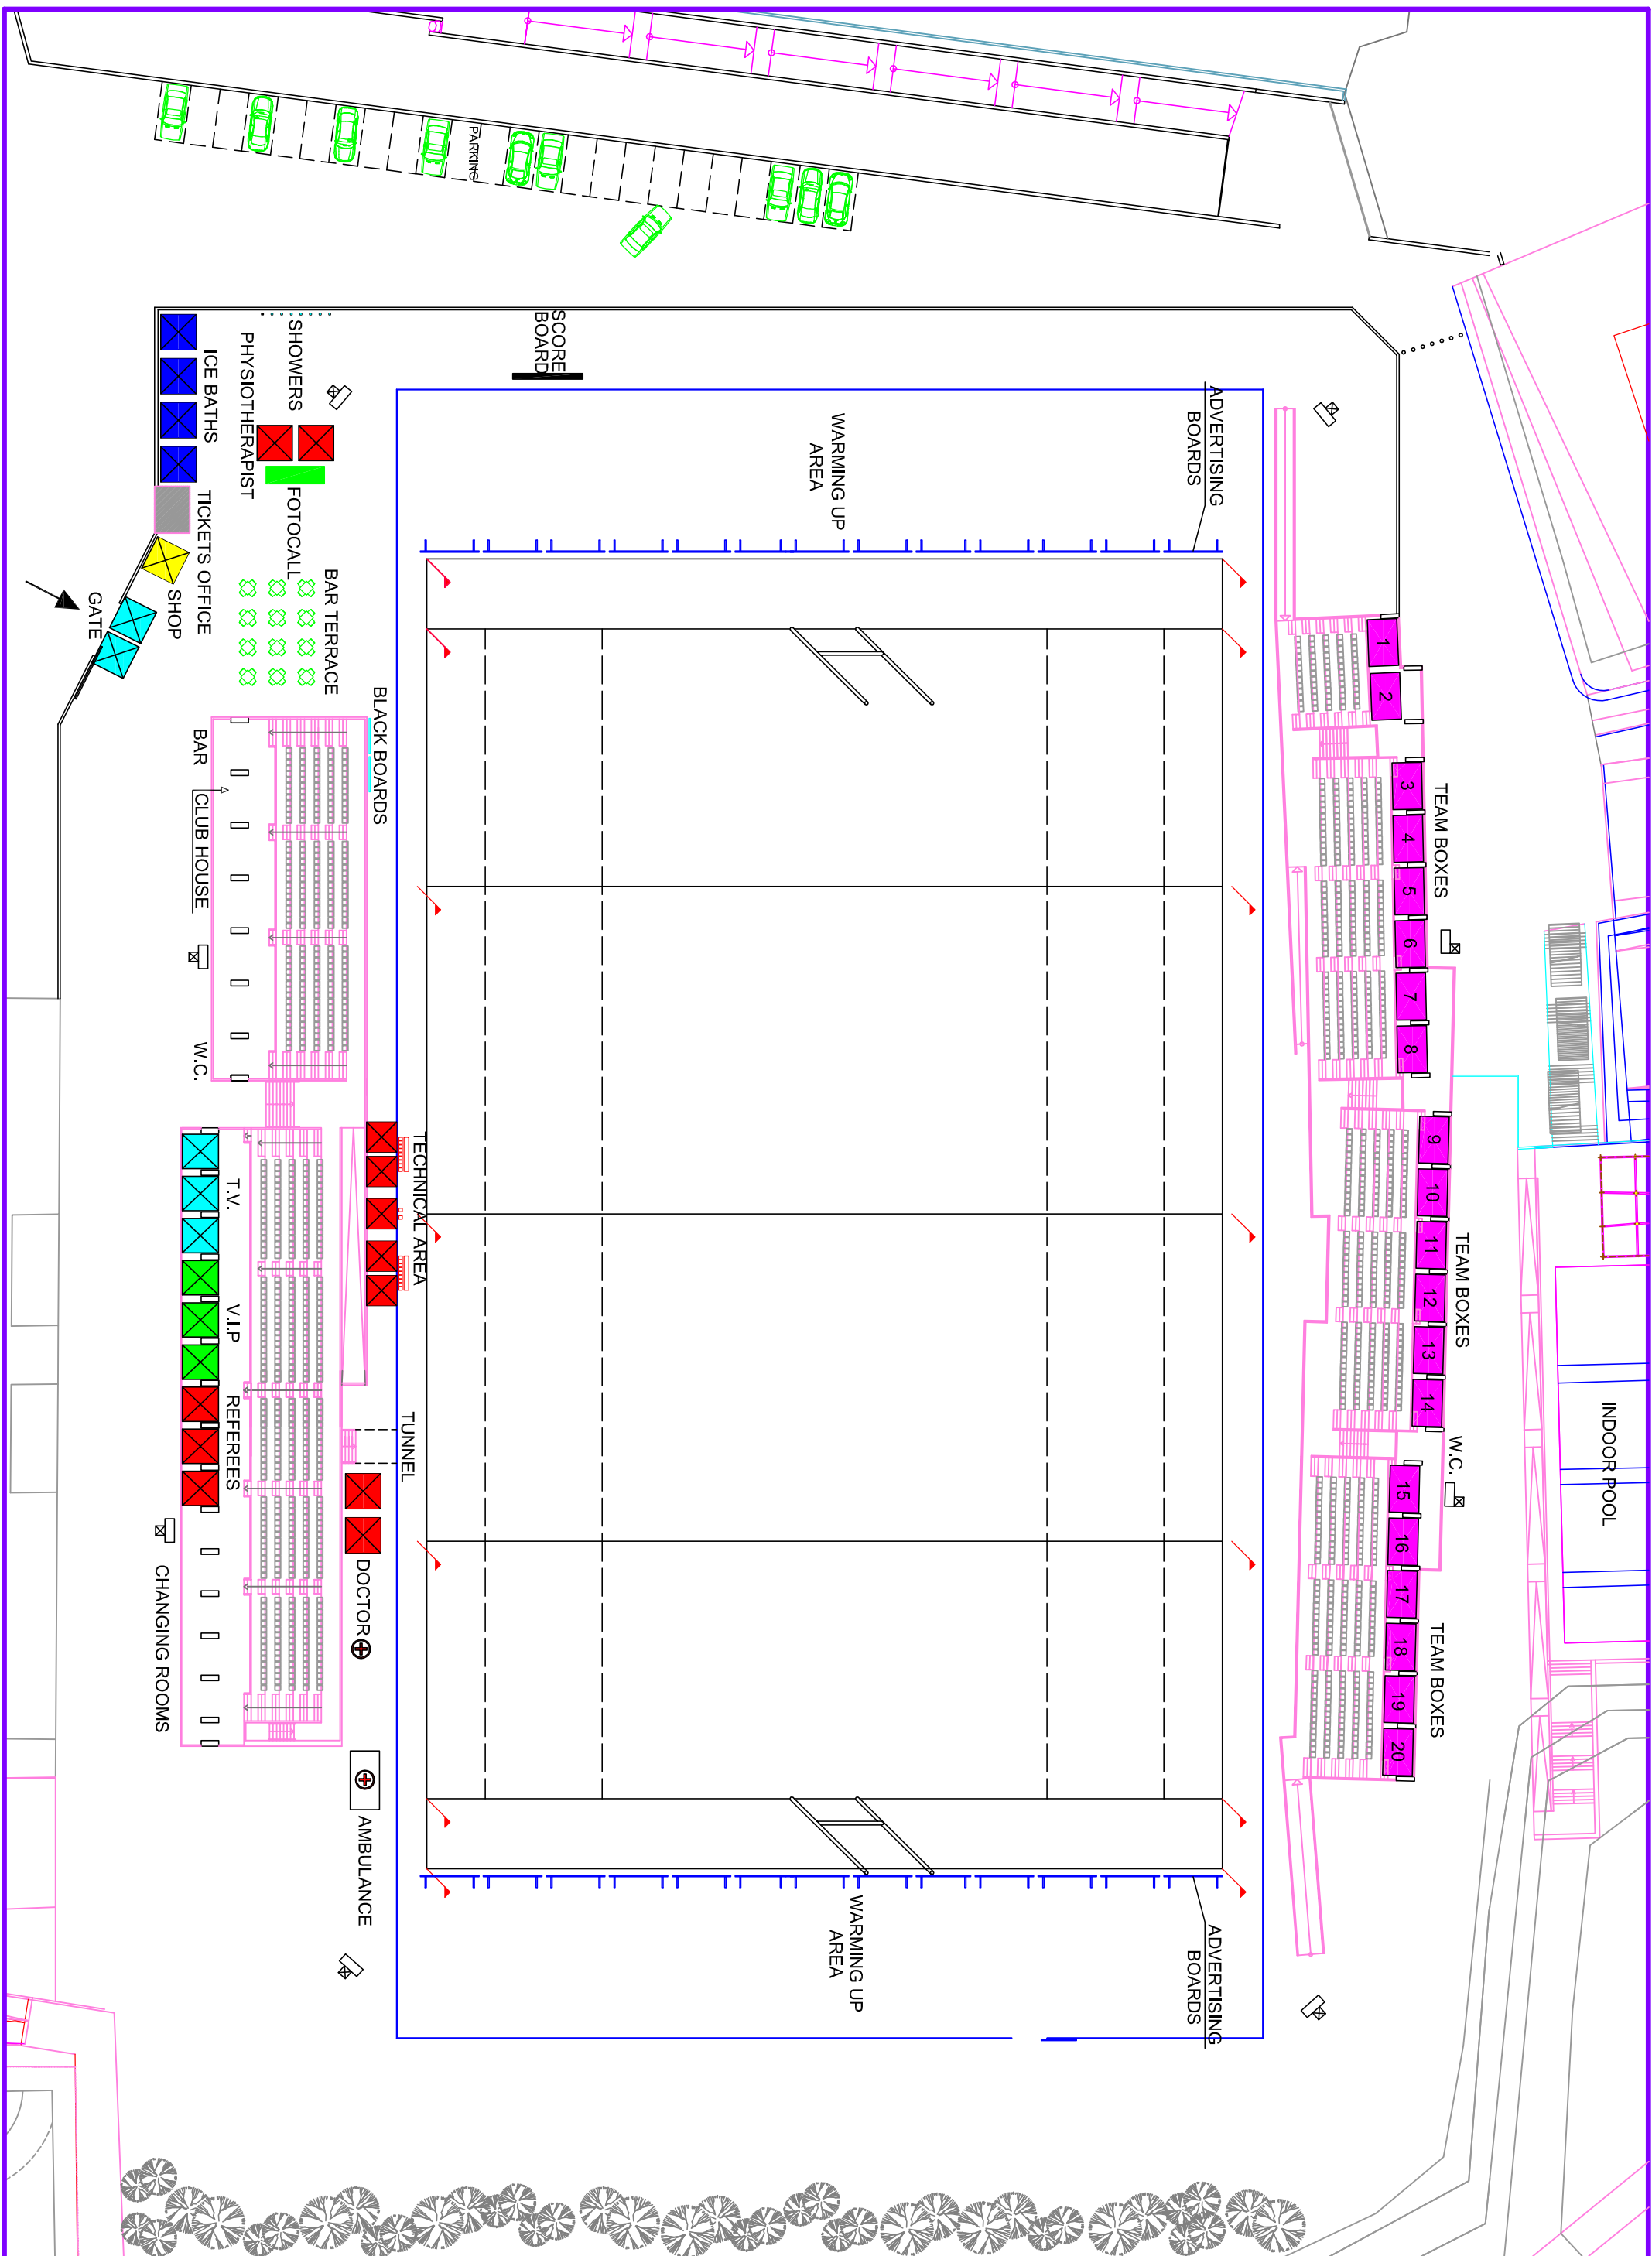 PARKING
SCORE
BOARD
SHOWERS
PHYSIOTHERAPIST
ICE BATHS
TICKETS OFFICE
FOTOCALL
SHOP
GATE
BAR TERRACE
BLACK BOARDS
BAR
CLUB HOUSE
W.C.
WARMING UP
AREA
ADVERTISING
BOARDS
TEAM BOXES
1
2
3
4
5
6
7
8
TEAM BOXES
9
10
11
12
13
14
W.C.
TEAM BOXES
15
16
17
18
19
20
INDOOR POOL
TECHNICAL AREA
T.V.
V.I.P
REFEREES
TUNNEL
DOCTOR
CHANGING ROOMS
AMBULANCE
WARMING UP
AREA
ADVERTISING
BOARDS